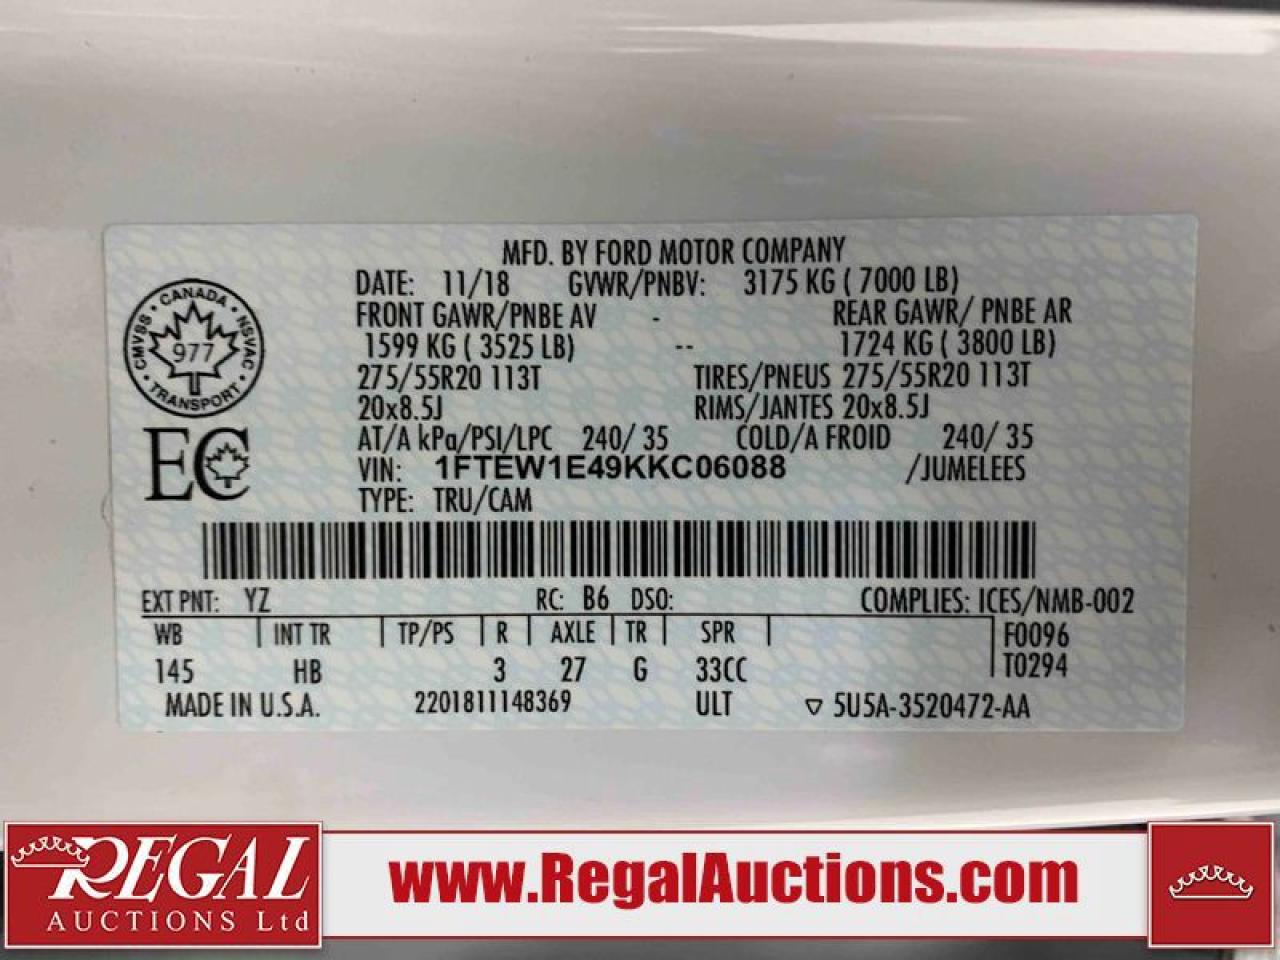 MFD. BY FORD MOTOR COMPANY
DATE: 11/18 GVWR/PNBV: 3175 KG ( 7000 LB)
FRONT GAWR/PNBE AV - REAR GAWR/ PNBE AR
1599 KG ( 3525 LB) -- 1724 KG ( 3800 LB)
275/55R20 113T TIRES/PNEUS 275/55R20 113T
20x8.5J RIMS/JANTES 20x8.5J
AT/A kPa/PSI/LPC 240/ 35 COLD/A FROID 240/ 35
VIN: 1FTEW1E49KKC06088 /JUMELEES
TYPE: TRU/CAM
CANADA
CMVSS • NSVAC
977
TRANSPORT
EC
EXT PNT: YZ RC: B6 DSO: COMPLIES: ICES/NMB-002
WB | INT TR | TP/PS | R | AXLE | TR | SPR | F0096
145 HB 3 27 G 33CC T0294
MADE IN U.S.A. 2201811148369 ULT ▽ 5U5A-3520472-AA
REGAL
AUCTIONS Ltd
www.RegalAuctions.com